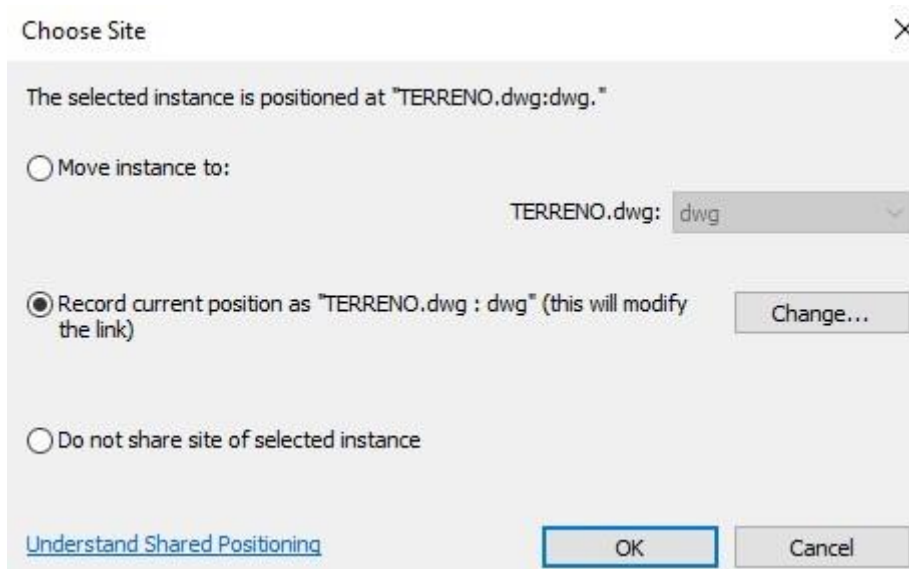 Choose Site
The selected instance is positioned at "TERRENO.dwg:dwg."
Move instance to:
TERRENO.dwg: dwg
Record current position as "TERRENO.dwg : dwg" (this will modify
the link)
Change...
Do not share site of selected instance
Understand Shared Positioning
OK
Cancel